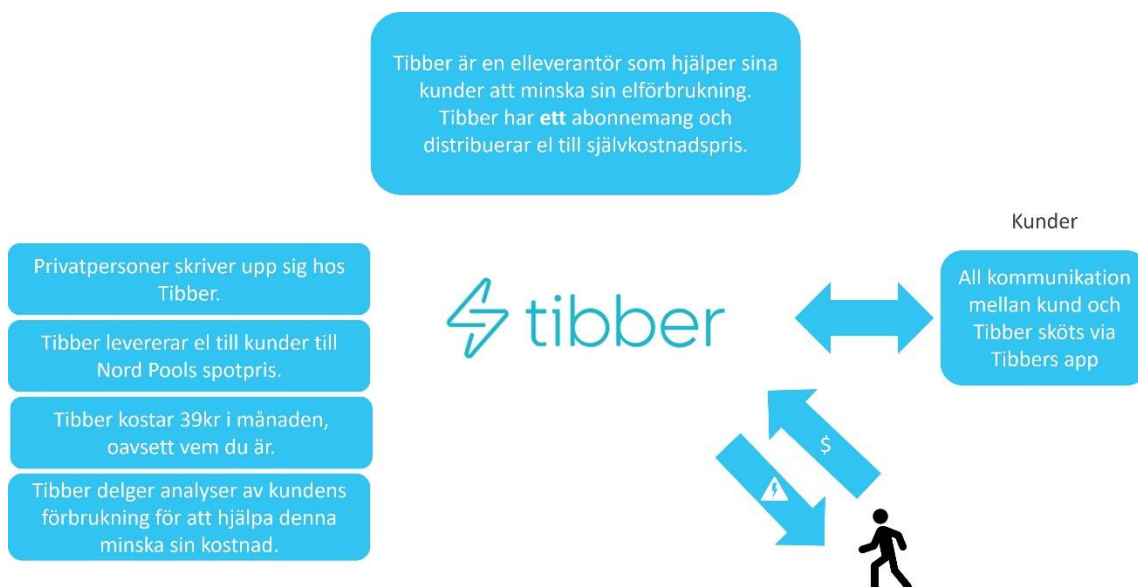 Tibber är en elleverantör som hjälper sina
kunder att minska sin elförbrukning.
Tibber har ett abonnemang och
distribuerar el till självkostnadspris.
Privatpersoner skriver upp sig hos
Tibber.
Tibber levererar el till kunder till
Nord Pools spotpris.
Tibber kostar 39kr i månaden,
oavsett vem du är.
Tibber delger analyser av kundens
förbrukning för att hjälpa denna
minska sin kostnad.
tibber
Kunder
All kommunikation
mellan kund och
Tibber sköts via
Tibbers app
$